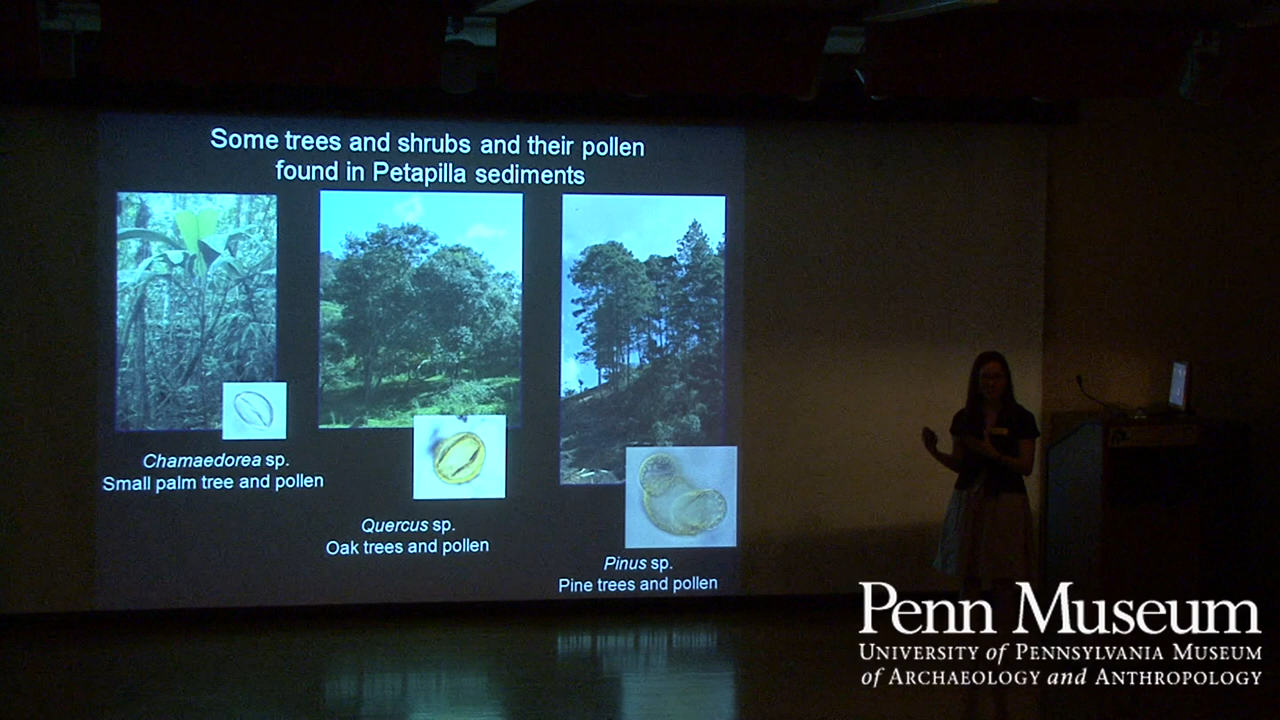 Some trees and shrubs and their pollen
found in Petapilla sediments
Chamaedorea sp.
Small palm tree and pollen
Quercus sp.
Oak trees and pollen
Pinus sp.
Pine trees and pollen
Penn Museum
University of Pennsylvania Museum
of Archaeology and Anthropology